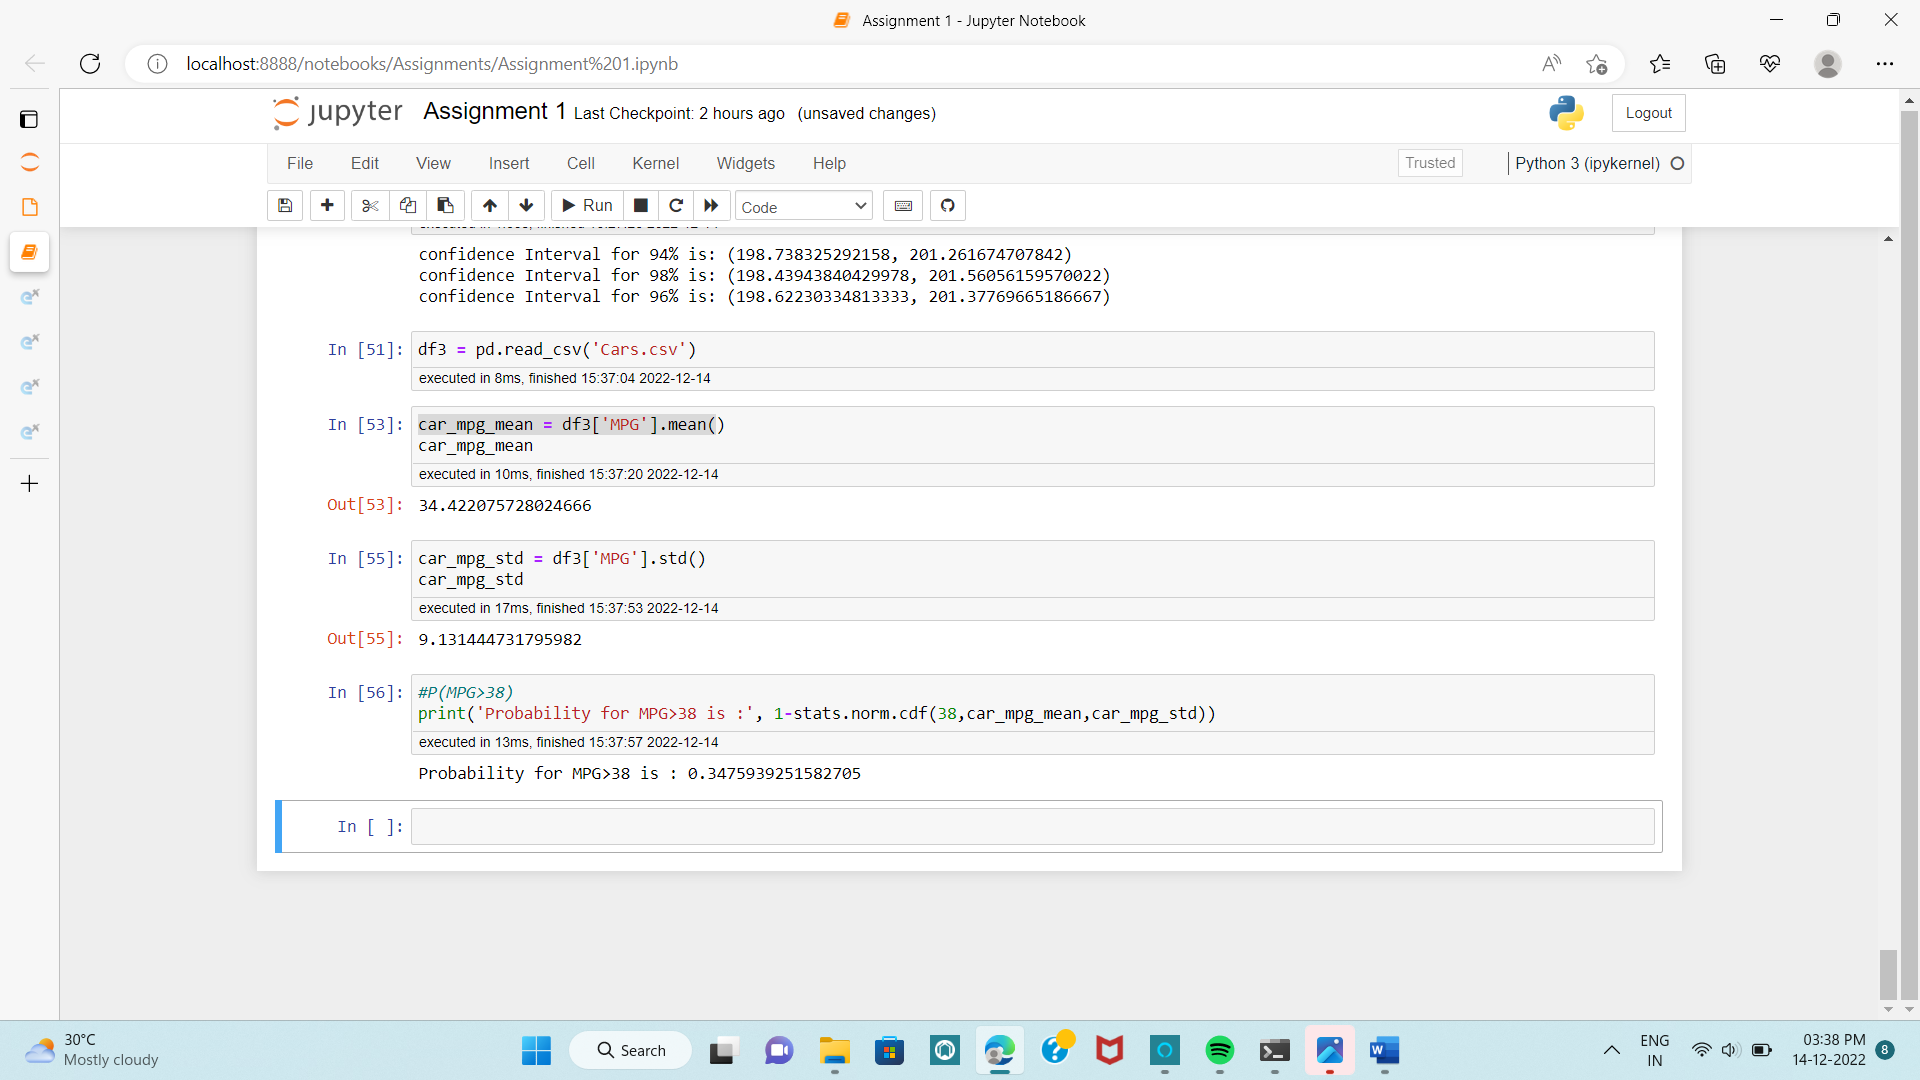 Assignment 1 - Jupyter Notebook
localhost:8888/notebooks/Assignments/Assignment%201.ipynb
jupyter Assignment 1 Last Checkpoint: 2 hours ago (unsaved changes)
Logout
File Edit View Insert Cell Kernel Widgets Help
Trusted
Python 3 (ipykernel)
Run
Code
confidence Interval for 94% is: (198.738325292158, 201.261674707842)
confidence Interval for 98% is: (198.43943840429978, 201.56056159570022)
confidence Interval for 96% is: (198.62230334813333, 201.37769665186667)
In [51]: df3 = pd.read_csv('Cars.csv')
executed in 8ms, finished 15:37:04 2022-12-14
In [53]: car_mpg_mean = df3['MPG'].mean()
car_mpg_mean
executed in 10ms, finished 15:37:20 2022-12-14
Out[53]: 34.422075728024666
In [55]: car_mpg_std = df3['MPG'].std()
car_mpg_std
executed in 17ms, finished 15:37:53 2022-12-14
Out[55]: 9.131444731795982
In [56]: #P(MPG>38)
print('Probability for MPG>38 is :', 1-stats.norm.cdf(38,car_mpg_mean,car_mpg_std))
executed in 13ms, finished 15:37:57 2022-12-14
Probability for MPG>38 is : 0.3475939251582705
In [ ]:
30°C
Mostly cloudy
Search
ENG
IN
03:38 PM
14-12-2022
8